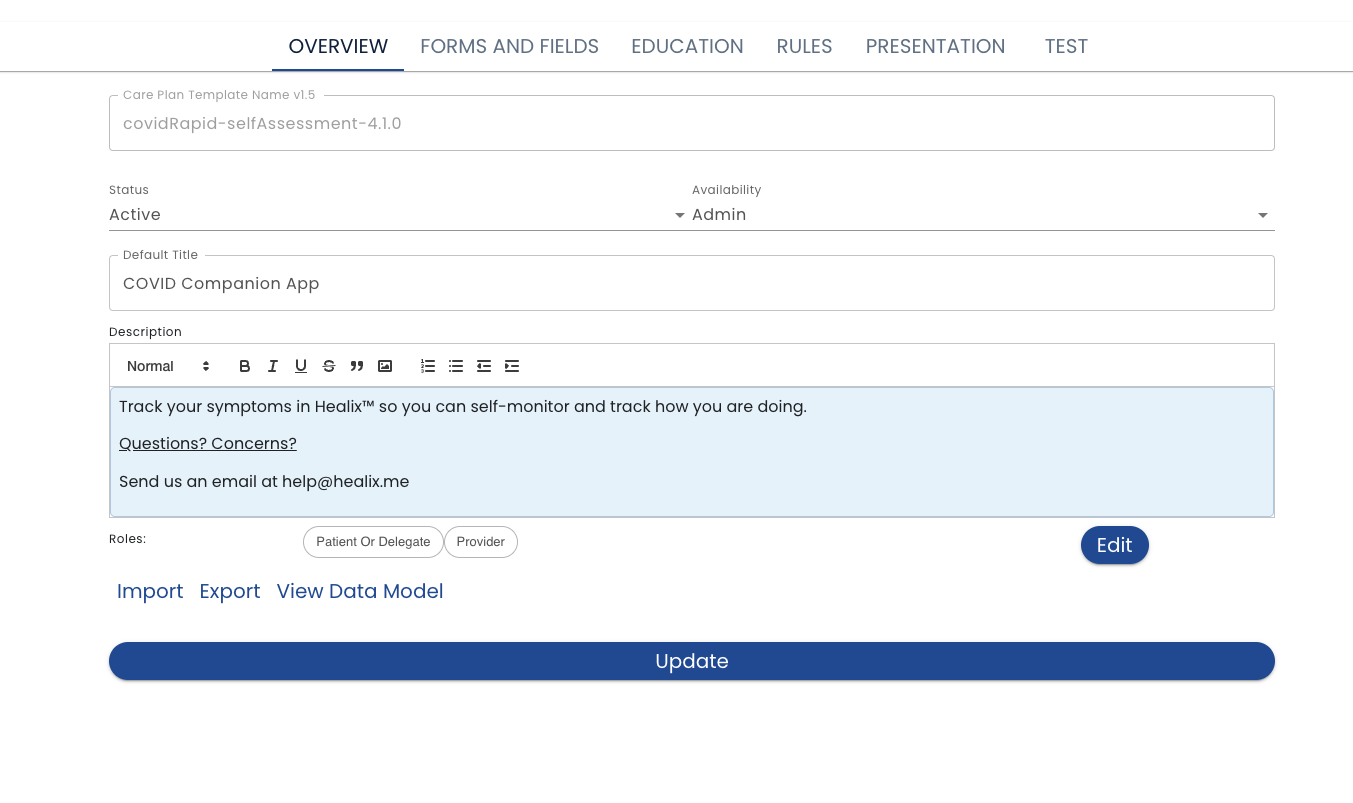 OVERVIEW FORMS AND FIELDS EDUCATION RULES PRESENTATION TEST
Care Plan Template Name v1.5
covidRapid-selfAssessment-4.1.0
Status Availability
Active Admin
Default Title
COVID Companion App
Description
Normal B I U S
Track your symptoms in Healix™ so you can self-monitor and track how you are doing.
Questions? Concerns?
Send us an email at help@healix.me
Roles: Patient Or Delegate Provider Edit
Import Export View Data Model
Update